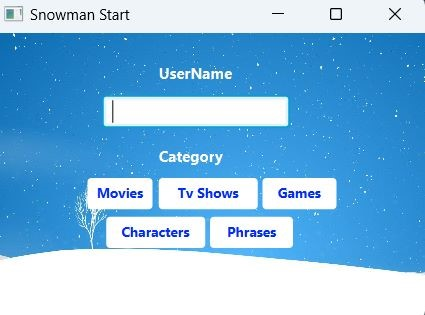 Snowman Start
UserName
Category
Movies Tv Shows Games
Characters Phrases